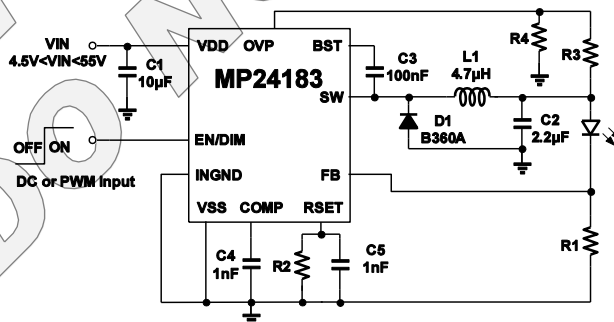 VIN
4.5V<VIN<55V
C1
10µF
VDD OVP
BST
MP24183
SW
C3
100nF
L1
4.7µH
R4
R3
D1
B360A
C2
2.2µF
OFF ON
DC or PWM Input
EN/DIM
INGND
FB
VSS COMP RSET
C4
1nF
R2
C5
1nF
R1